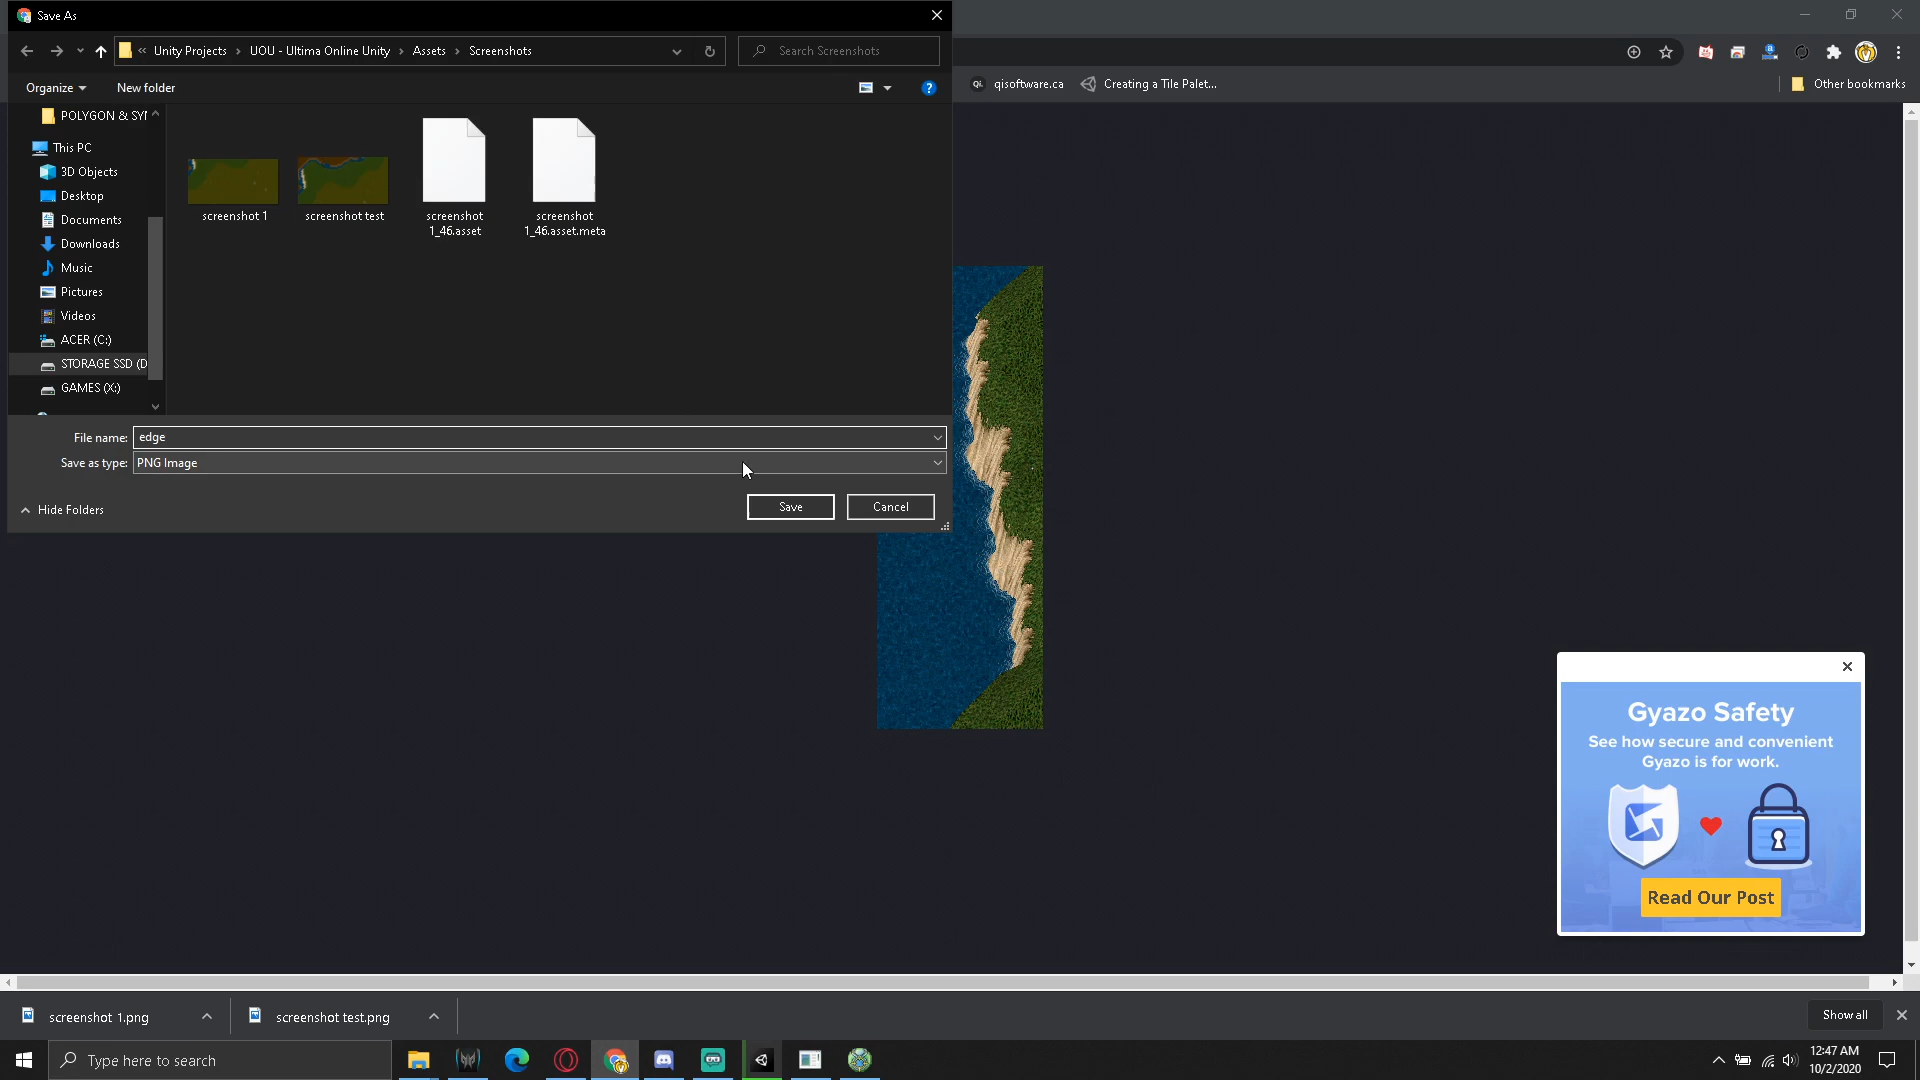 Save As
« Unity Projects › UOU - Ultima Online Unity › Assets › Screenshots
Search Screenshots
Organize
New folder
?
qisoftware.ca
Creating a Tile Palet...
Other bookmarks
POLYGON & SY
This PC
3D Objects
Desktop
Documents
Downloads
Music
Pictures
Videos
ACER (C:)
STORAGE SSD (D
GAMES (X:)
screenshot 1
screenshot test
screenshot
1_46.asset
screenshot
1_46.asset.meta
File name:
edge
Save as type:
PNG Image
Hide Folders
Save
Cancel
Gyazo Safety
See how secure and convenient
Gyazo is for work.
Read Our Post
screenshot 1.png
screenshot test.png
Show all
Type here to search
12:47 AM
10/2/2020